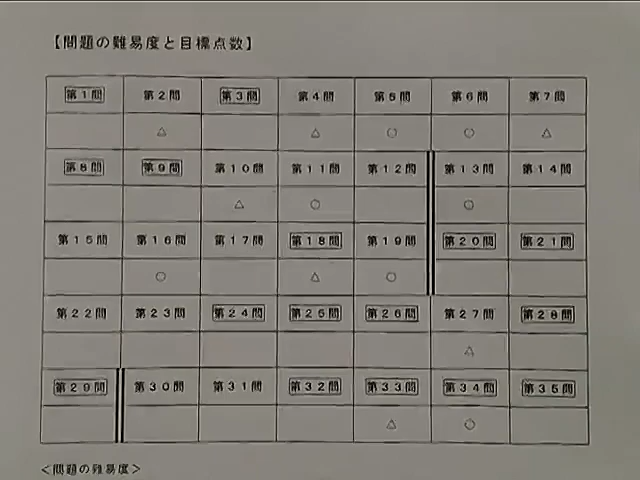 【問題の難易度と目標点数】
第1問 第2問 第3問 第4問 第5問 第6問 第7問
△ △ ○ ○ △
第8問 第9問 第10問 第11問 第12問 第13問 第14問
△ ○ ○
第15問 第16問 第17問 第18問 第19問 第20問 第21問
○ △ ○
第22問 第23問 第24問 第25問 第26問 第27問 第28問
△
第29問 第30問 第31問 第32問 第33問 第34問 第35問
△ ○
<問題の難易度>